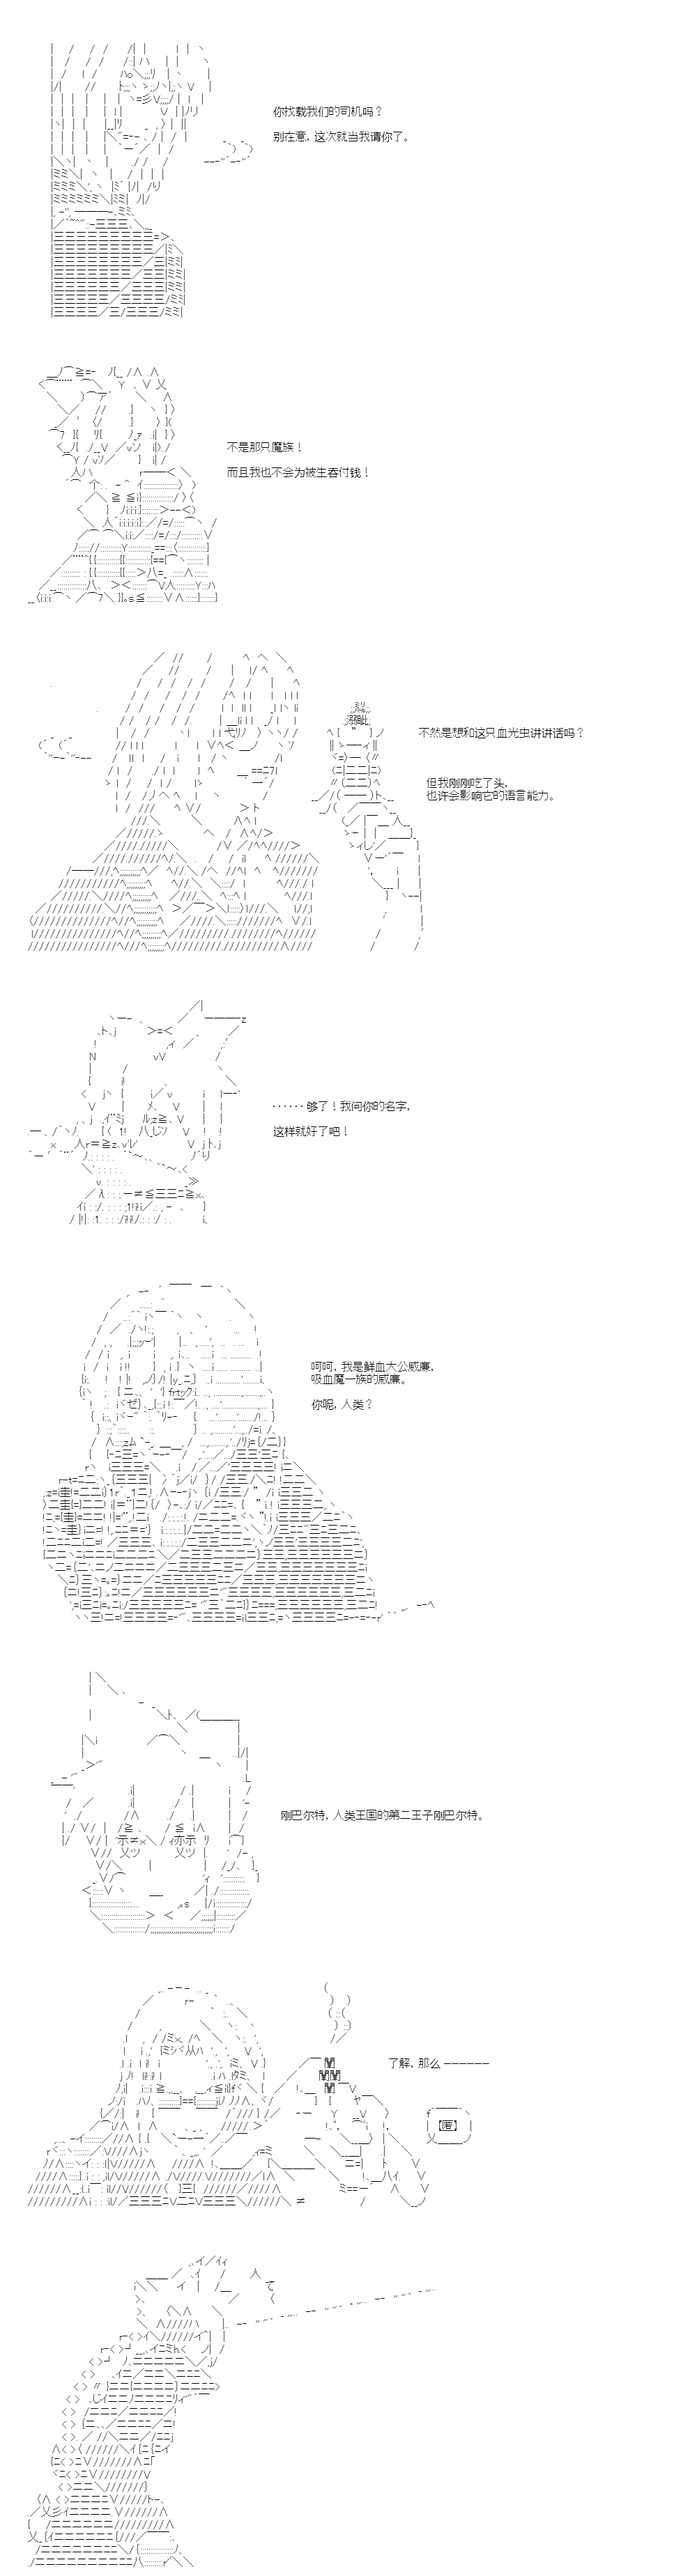 你找载我们的司机吗？
别在意，这次就当我请你了。
不是那只魔族！
而且我也不会为被生吞付钱！
不然是想和这只血光虫讲讲话吗？
但我刚刚吃了头，
也许会影响它的语言能力。
······够了！我问你的名字，
这样就好了吧！
呵呵，我是鲜血大公威廉，
吸血魔一族的威廉。
你呢，人类？
刚巴尔特，人类王国的第二王子刚巴尔特。
了解，那么 ——————
【匿】